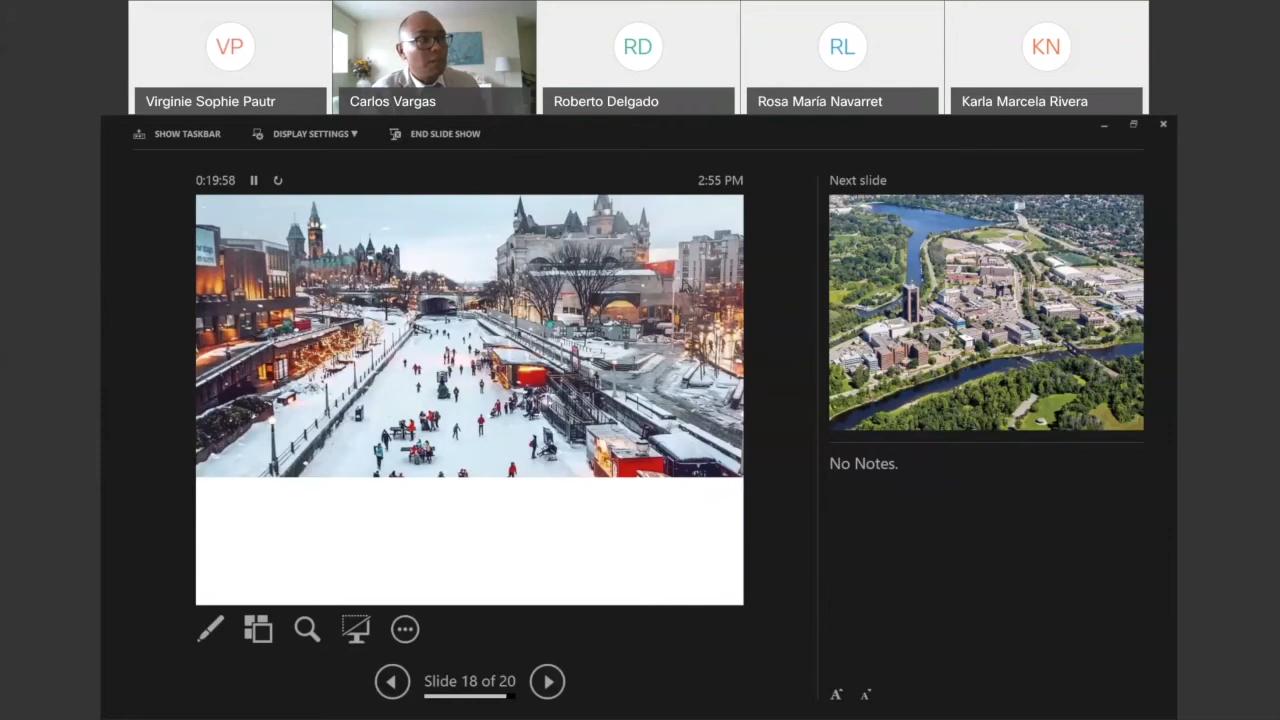 VP
RD
RL
KN
Virginie Sophie Pautr
Carlos Vargas
Roberto Delgado
Rosa María Navarret
Karla Marcela Rivera
SHOW TASKBAR
DISPLAY SETTINGS ▼
END SLIDE SHOW
0:19:58
2:55 PM
Next slide
No Notes.
Slide 18 of 20
A
A